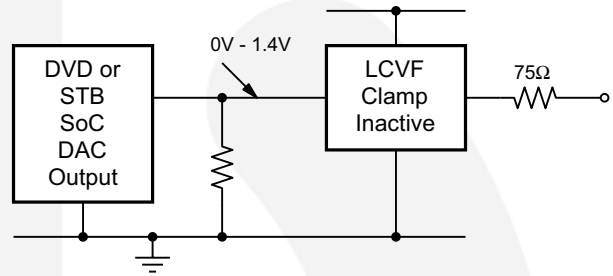 0V - 1.4V
DVD or
STB
SoC
DAC
Output
LCVF
Clamp
Inactive
75Ω